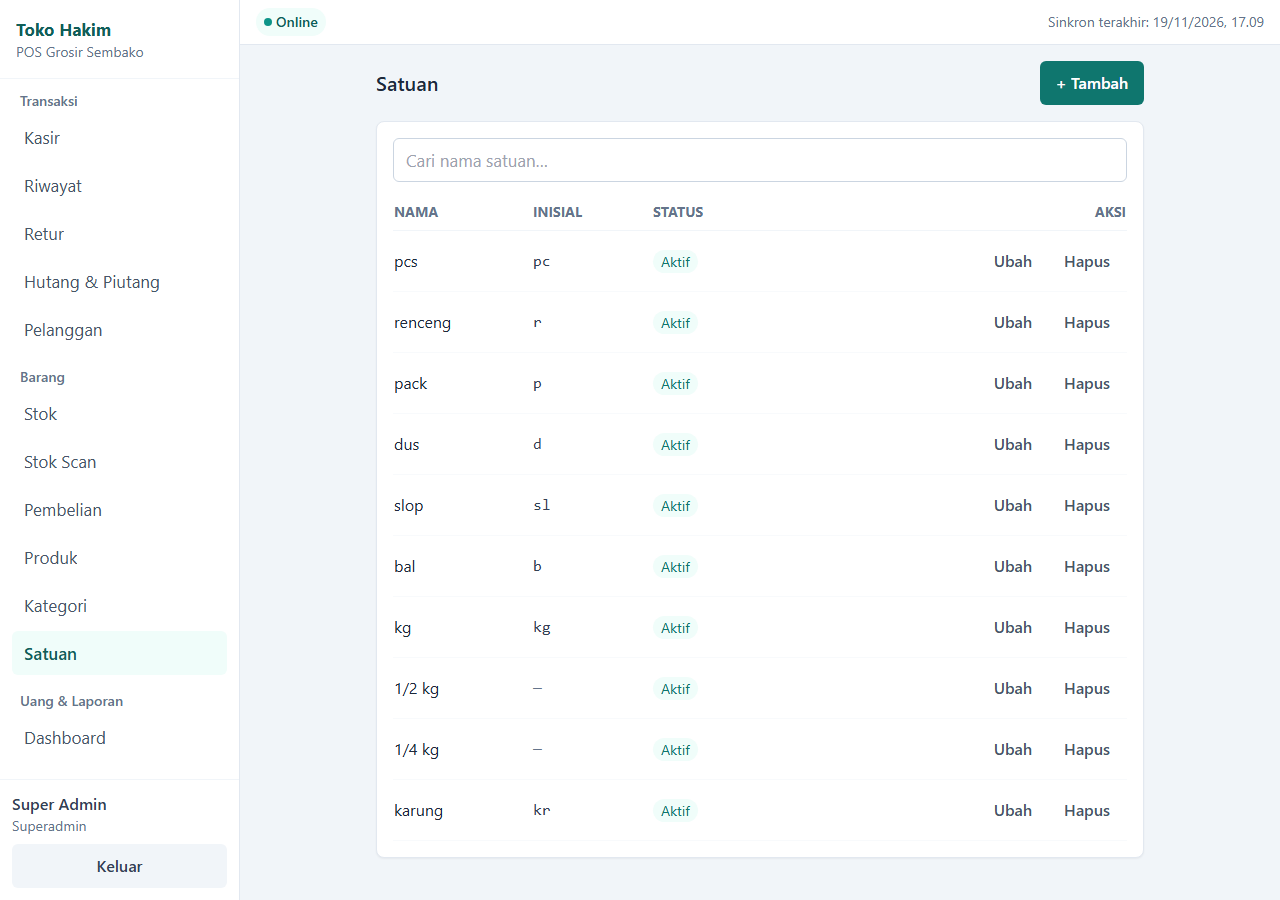 Toko Hakim
POS Grosir Sembako
Transaksi
Kasir
Riwayat
Retur
Hutang & Piutang
Pelanggan
Barang
Stok
Stok Scan
Pembelian
Produk
Kategori
Satuan
Uang & Laporan
Dashboard
Super Admin
Superadmin
Keluar
Online
Sinkron terakhir: 19/11/2026, 17.09
Satuan
+ Tambah
Cari nama satuan...
NAMA INISIAL STATUS AKSI
pcs pc Aktif Ubah Hapus
renceng r Aktif Ubah Hapus
pack p Aktif Ubah Hapus
dus d Aktif Ubah Hapus
slop sl Aktif Ubah Hapus
bal b Aktif Ubah Hapus
kg kg Aktif Ubah Hapus
1/2 kg — Aktif Ubah Hapus
1/4 kg — Aktif Ubah Hapus
karung kr Aktif Ubah Hapus